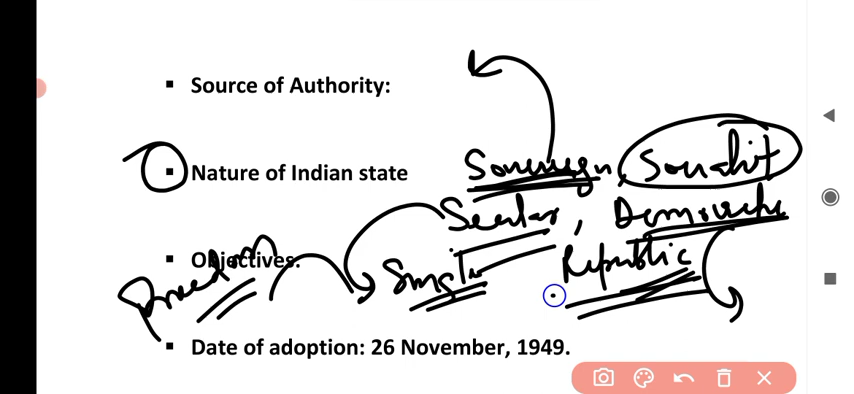 ▪ Source of Authority:
▪ Nature of Indian state Sovereign, Socialist
Secular, Democratic
▪ Objectives: Republic
Freedom
▪ Date of adoption: 26 November, 1949.